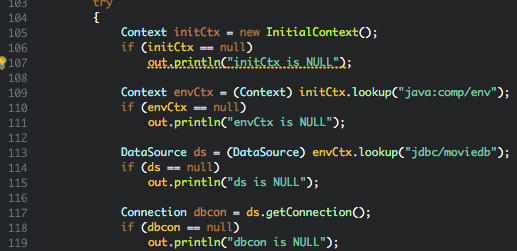 103 try
104 {
105 Context initCtx = new InitialContext();
106 if (initCtx == null)
107 out.println("initCtx is NULL");
108
109 Context envCtx = (Context) initCtx.lookup("java:comp/env");
110 if (envCtx == null)
111 out.println("envCtx is NULL");
112
113 DataSource ds = (DataSource) envCtx.lookup("jdbc/moviedb");
114 if (ds == null)
115 out.println("ds is NULL");
116
117 Connection dbcon = ds.getConnection();
118 if (dbcon == null)
119 out.println("dbcon is NULL");